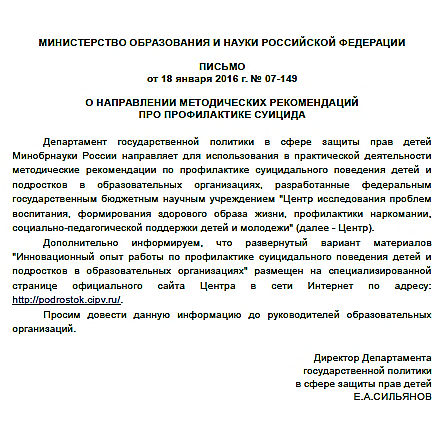 МИНИСТЕРСТВО ОБРАЗОВАНИЯ И НАУКИ РОССИЙСКОЙ ФЕДЕРАЦИИ
ПИСЬМО
от 18 января 2016 г. № 07-149
О НАПРАВЛЕНИИ МЕТОДИЧЕСКИХ РЕКОМЕНДАЦИЙ
ПРО ПРОФИЛАКТИКЕ СУИЦИДА
Департамент государственной политики в сфере защиты прав детей
Минобрнауки России направляет для использования в практической деятельности
методические рекомендации по профилактике суицидального поведения детей и
подростков в образовательных организациях, разработанные федеральным
государственным бюджетным научным учреждением "Центр исследования проблем
воспитания, формирования здорового образа жизни, профилактики наркомании,
социально-педагогической поддержки детей и молодежи" (далее - Центр).
Дополнительно информируем, что развернутый вариант материалов
"Инновационный опыт работы по профилактике суицидального поведения детей и
подростков в образовательных организациях" размещен на специализированной
странице официального сайта Центра в сети Интернет по адресу:
http://podrostok.cipv.ru/.
Просим довести данную информацию до руководителей образовательных
организаций.
Директор Департамента
государственной политики
в сфере защиты прав детей
Е.А.СИЛЬЯНОВ